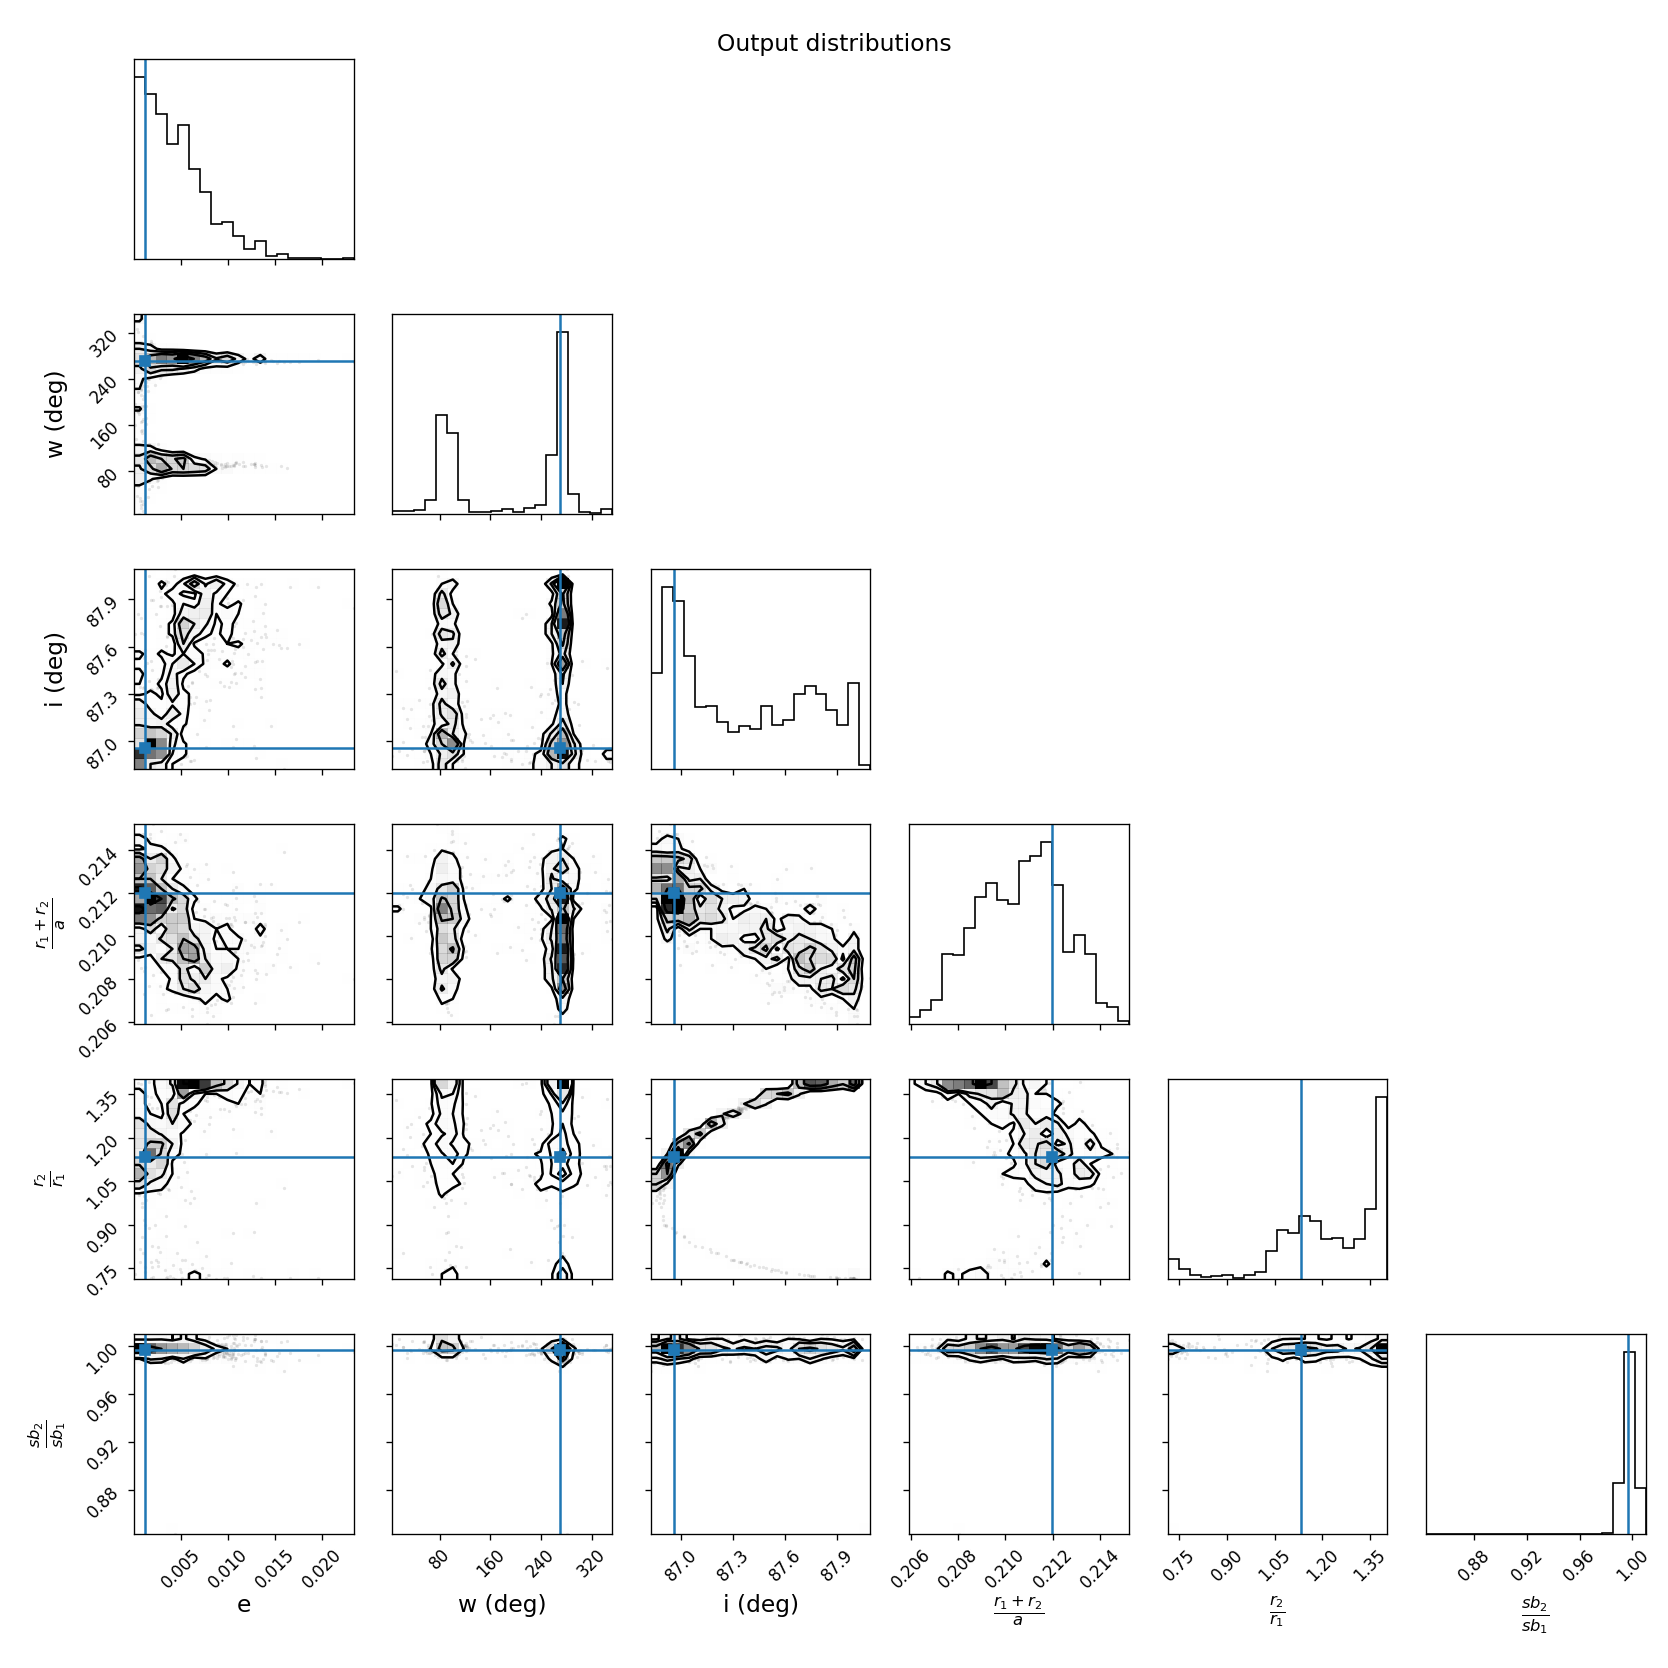 Output distributions
w (deg)
320
240
160
80
i (deg)
87.9
87.6
87.3
87.0
r₁ + r₂
a
0.214
0.212
0.210
0.208
0.206
r₂
r₁
1.35
1.20
1.05
0.90
0.75
sb₂
sb₁
1.00
0.96
0.92
0.88
0.005 0.010 0.015 0.020 80 160 240 320 87.0 87.3 87.6 87.9 0.206 0.208 0.210 0.212 0.214 0.75 0.90 1.05 1.20 1.35 0.88 0.92 0.96 1.00
e w (deg) i (deg) r₁ + r₂ r₂ sb₂
a r₁ sb₁